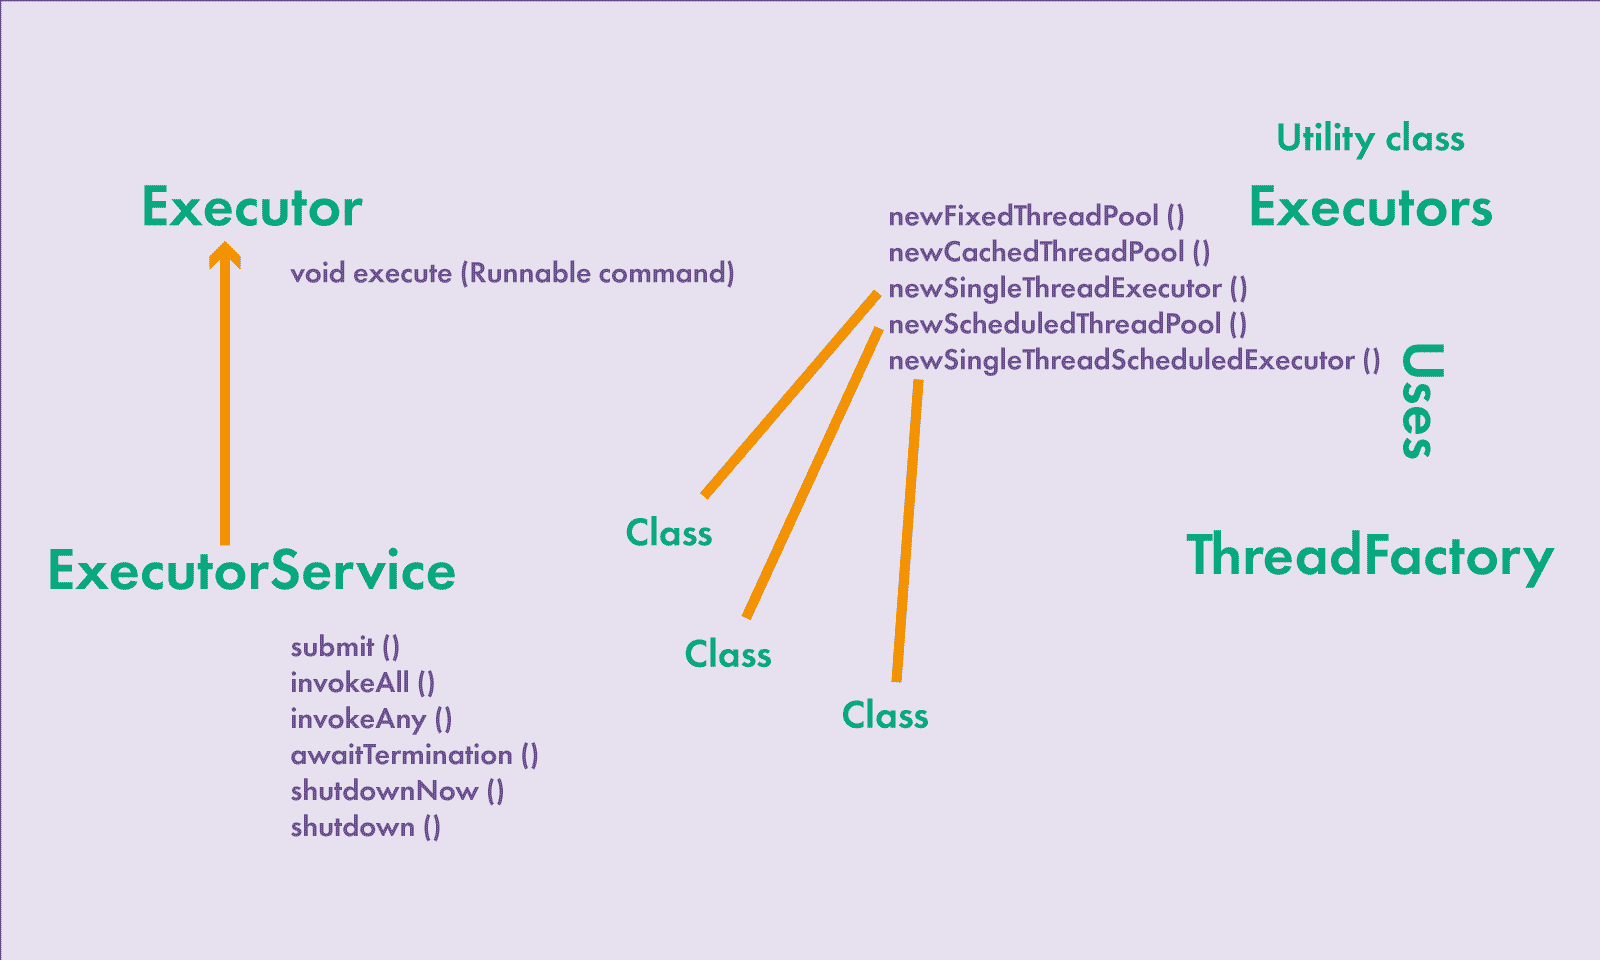 Executor
void execute (Runnable command)
ExecutorService
submit ()
invokeAll ()
invokeAny ()
awaitTermination ()
shutdownNow ()
shutdown ()
Utility class
Executors
newFixedThreadPool ()
newCachedThreadPool ()
newSingleThreadExecutor ()
newScheduledThreadPool ()
newSingleThreadScheduledExecutor ()
Uses
ThreadFactory
Class
Class
Class